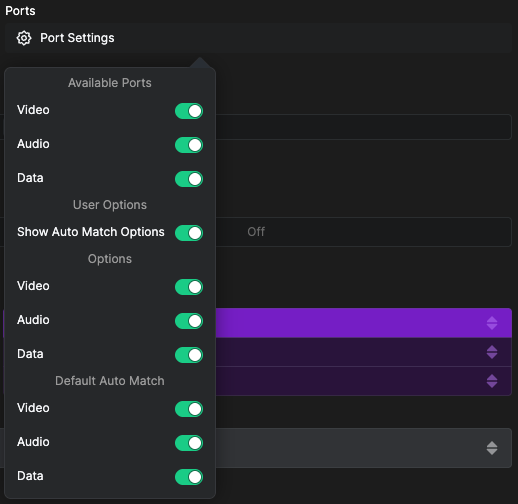 Ports
Port Settings
Available Ports
Video
Audio
Data
User Options
Show Auto Match Options
Off
Options
Video
Audio
Data
Default Auto Match
Video
Audio
Data